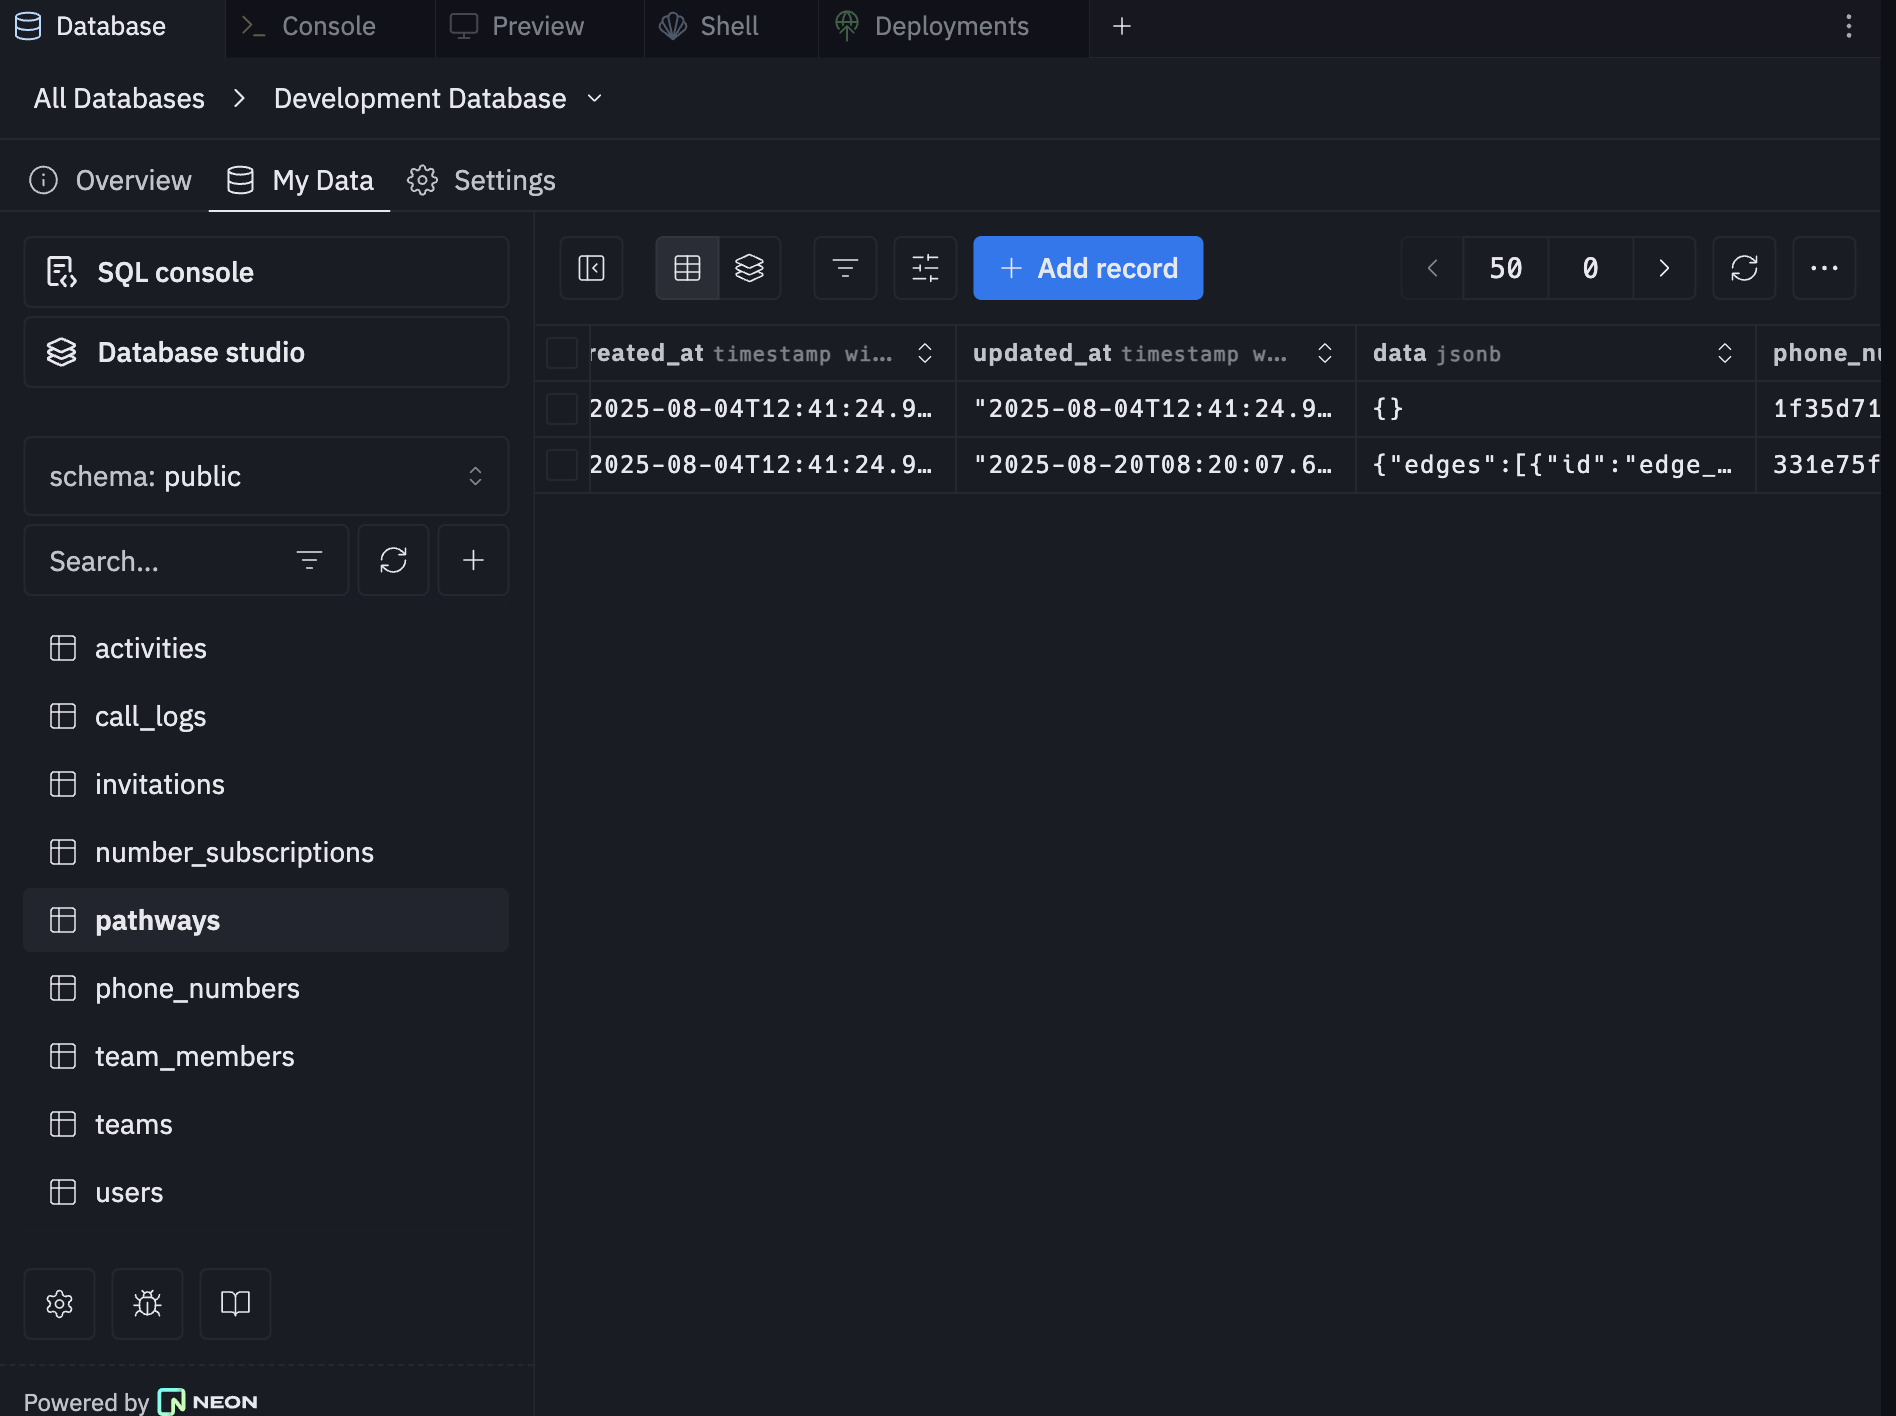 Database
Console
Preview
Shell
Deployments
All Databases > Development Database
Overview
My Data
Settings
SQL console
Database studio
schema: public
Search...
activities
call_logs
invitations
number_subscriptions
pathways
phone_numbers
team_members
teams
users
Powered by NEON
Add record
50 0
reated_at timestamp wi... updated_at timestamp w... data jsonb phone_nu
2025-08-04T12:41:24.9… "2025-08-04T12:41:24.9… {} 1f35d71
2025-08-04T12:41:24.9… "2025-08-20T08:20:07.6… {"edges":[{"id":"edge_… 331e75f